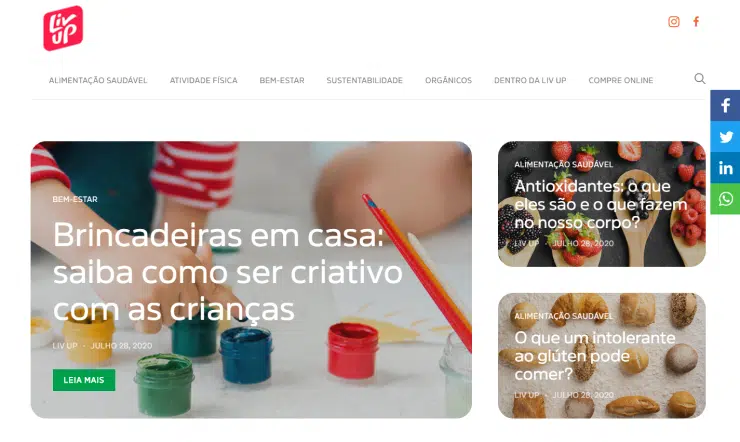 Liv
UP
ALIMENTAÇÃO SAUDÁVEL
ATIVIDADE FÍSICA
BEM-ESTAR
SUSTENTABILIDADE
ORGÂNICOS
DENTRO DA LIV UP
COMPRE ONLINE
BEM-ESTAR
Brincadeiras em casa:
saiba como ser criativo
com as crianças
LIV UP - JULHO 28, 2020
LEIA MAIS
ALIMENTAÇÃO SAUDÁVEL
Antioxidantes: o que
eles são e o que fazem
no nosso corpo?
LIV UP - JULHO 28, 2020
ALIMENTAÇÃO SAUDÁVEL
O que um intolerante
ao glúten pode
comer?
LIV UP - JULHO 28, 2020